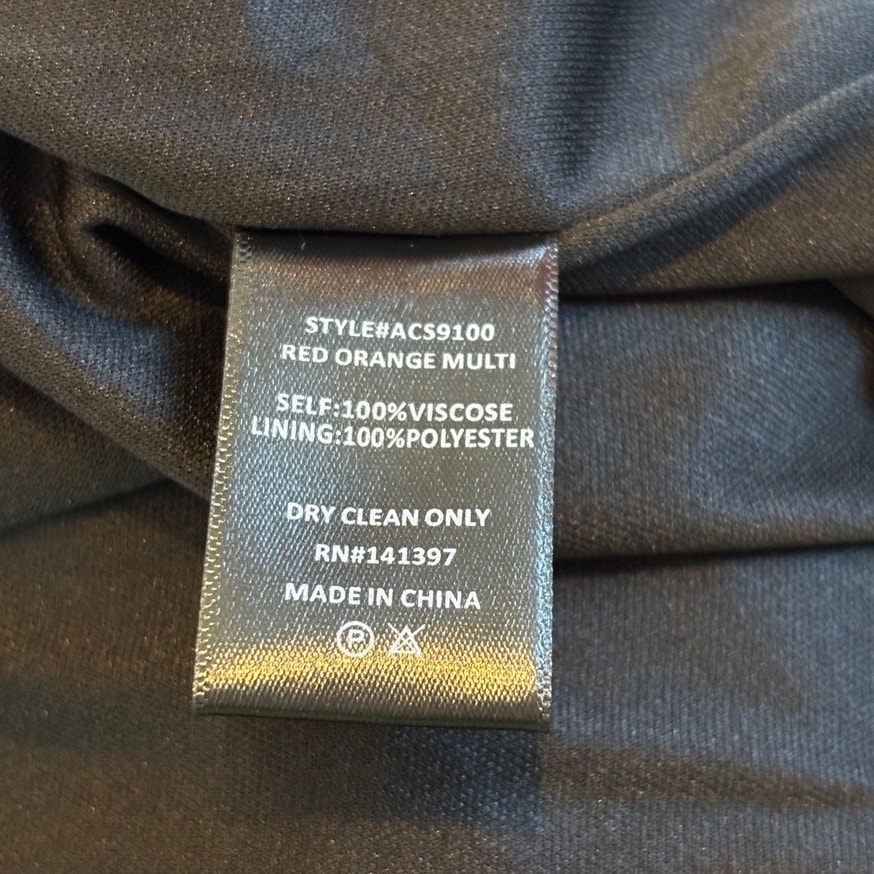 STYLE#ACS9100
RED ORANGE MULTI
SELF:100%VISCOSE
LINING:100%POLYESTER
DRY CLEAN ONLY
RN#141397
MADE IN CHINA
P